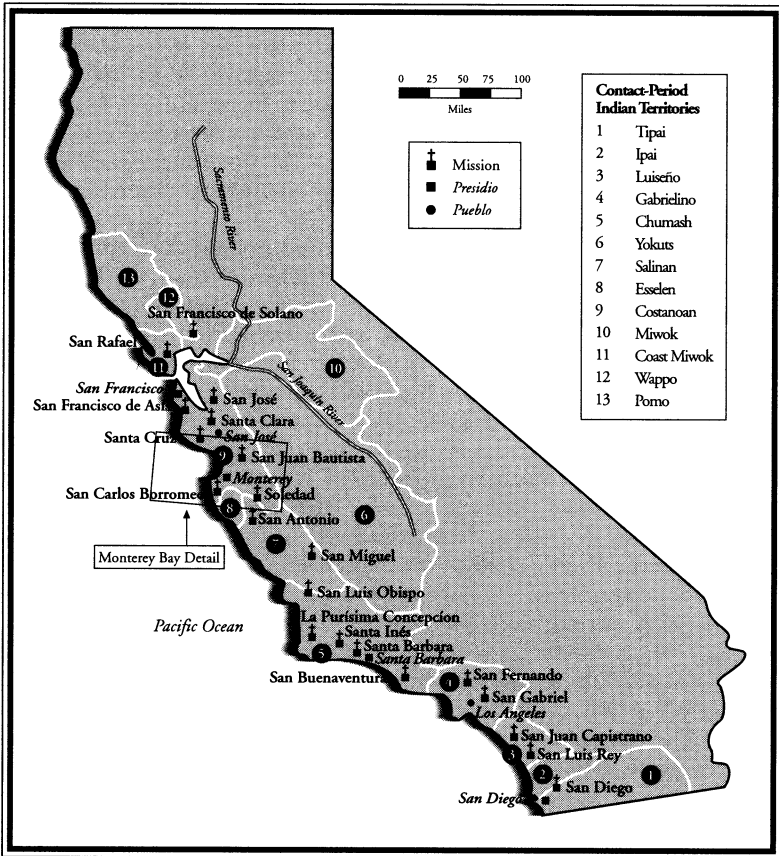 0 25 50 75 100
Miles
Mission
Presidio
Pueblo
Contact-Period
Indian Territories
1 Tipai
2 Ipai
3 Luiseño
4 Gabrielino
5 Chumash
6 Yokuts
7 Salinan
8 Esselen
9 Costanoan
10 Miwok
11 Coast Miwok
12 Wappo
13 Pomo
Sacramento River
13
12
San Francisco de Solano
San Rafael
11
10
San Joaquin River
San Francisco
San Francisco de Asís
San José
Santa Clara
San José
Santa Cruz
9
San Juan Bautista
Monterey
San Carlos Borromeo
Soledad
8
San Antonio
6
7
San Miguel
Monterey Bay Detail
San Luis Obispo
Pacific Ocean
La Purísima Concepcíon
Santa Inés
Santa Barbara
Santa Barbara
5
San Buenaventura
4
San Fernando
San Gabriel
Los Angeles
San Juan Capistrano
3
San Luis Rey
2
1
San Diego
San Diego